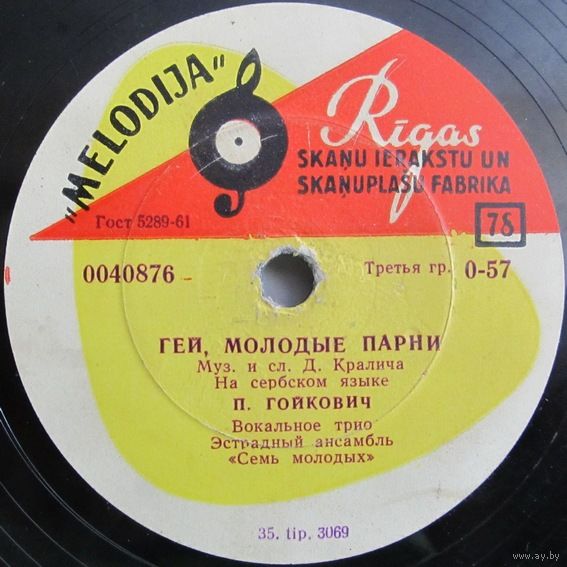 „MELODIJA"
Rīgas
SKAŅU IERAKSTU UN
SKAŅUPLAŠU FABRIKA
Гост 5289-61
78
0040876
Третья гр. 0-57
ГЕЙ, МОЛОДЫЕ ПАРНИ
Муз. и сл. Д. Кралича
На сербском языке
П. ГОЙКОВИЧ
Вокальное трио
Эстрадный ансамбль
«Семь молодых»
35. tip. 3069
www.ay.by